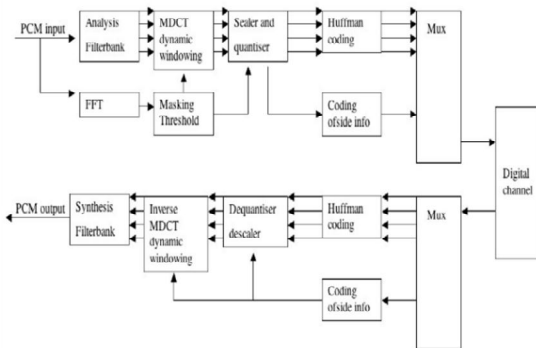 PCM input
Analysis
Filterbank
MDCT
dynamic
windowing
Sealer and
quantiser
Huffman
coding
Mux
FFT
Masking
Threshold
Coding
ofside info
Digital
channel
PCM output
Synthesis
Filterbank
Inverse
MDCT
dynamic
windowing
Dequantiser
descaler
Huffman
coding
Mux
Coding
ofside info